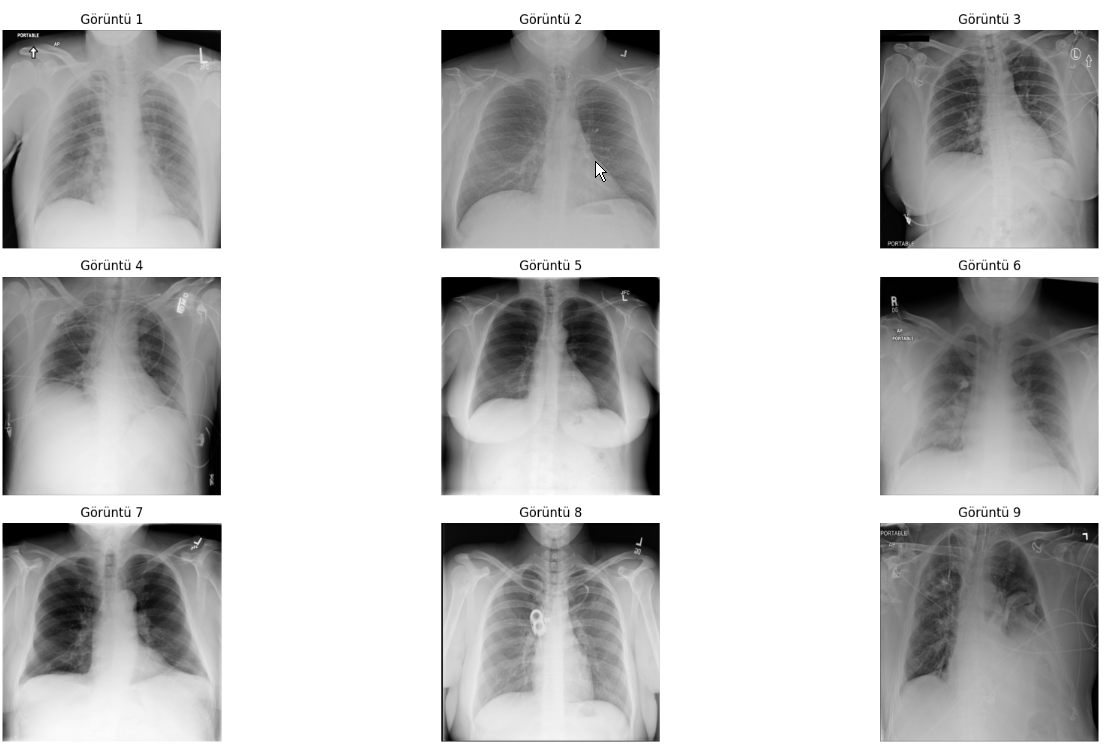 Görüntü 1
Görüntü 2
Görüntü 3
PORTABLE
AP
L
L
L
PORTABLE
Görüntü 4
Görüntü 5
Görüntü 6
L
R
AP
PORTABLE
Görüntü 7
Görüntü 8
Görüntü 9
L
PORTABLE